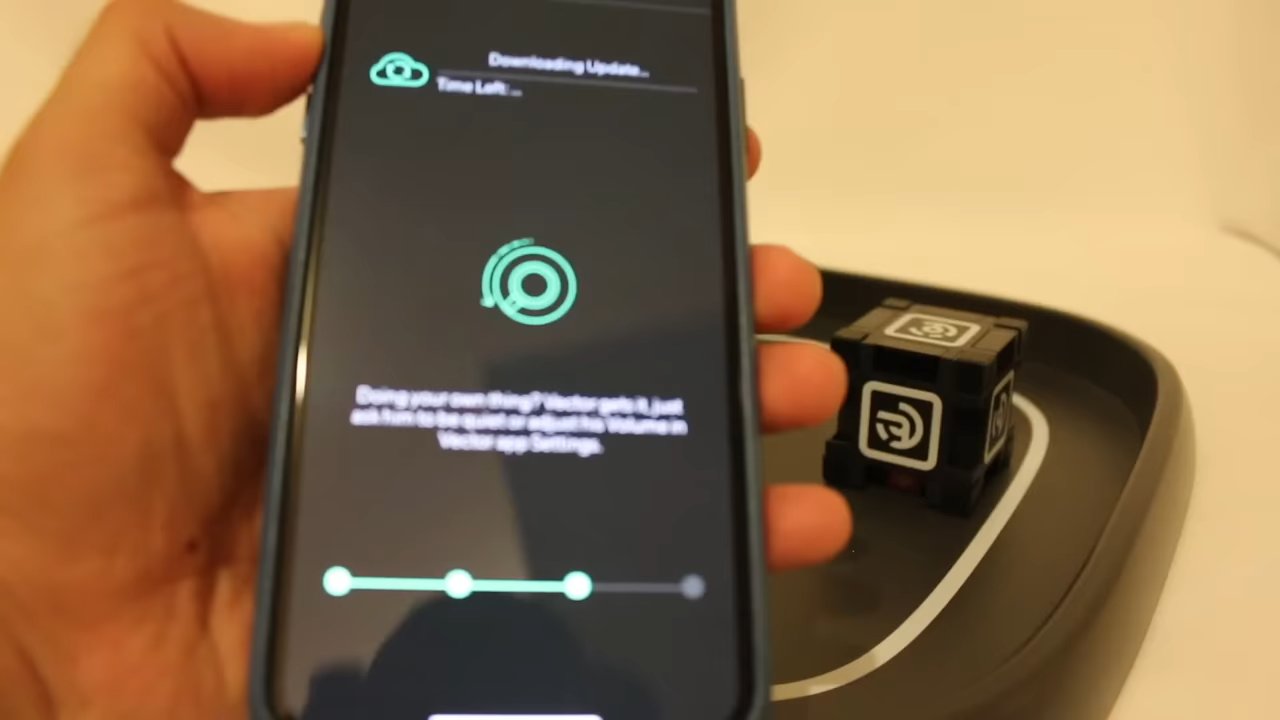 Downloading Update...
Time Left: ...
Doing your own thing? Vector gets it, just
ask him to be quiet or adjust his Volume in
Vector app Settings.